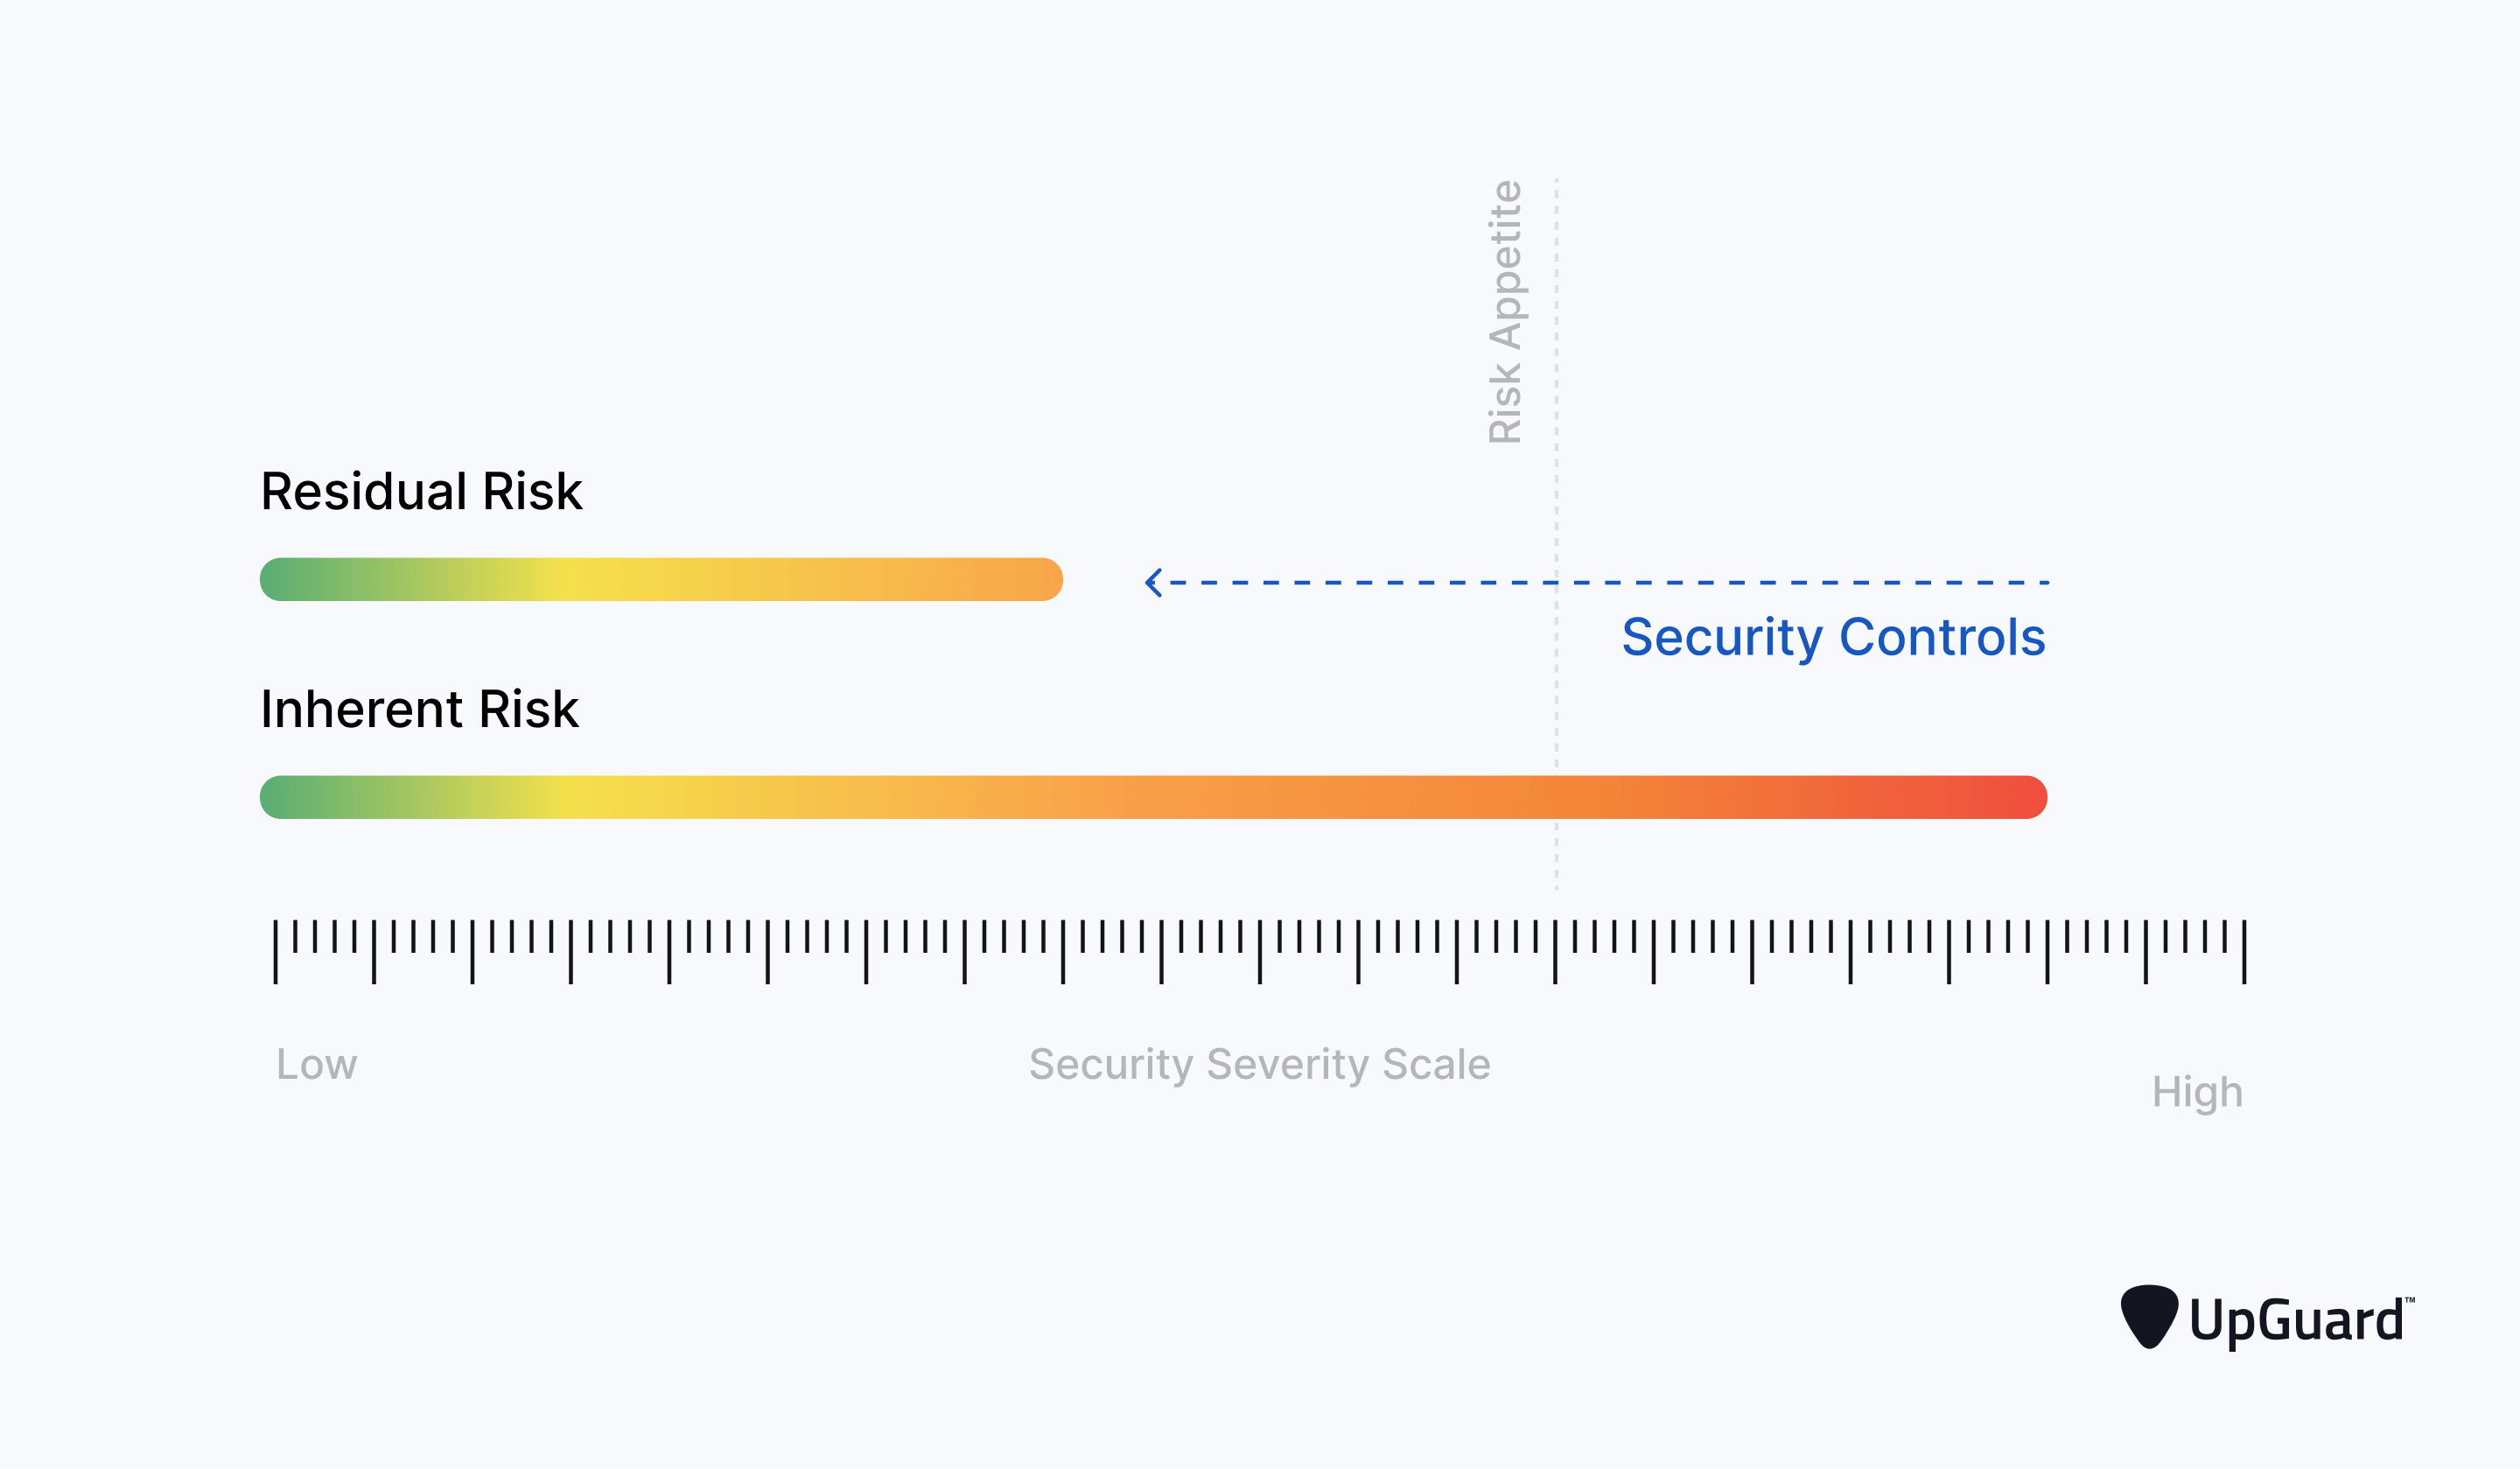 Risk Appetite
Residual Risk
Security Controls
Inherent Risk
Low
Security Severity Scale
High
UpGuard™